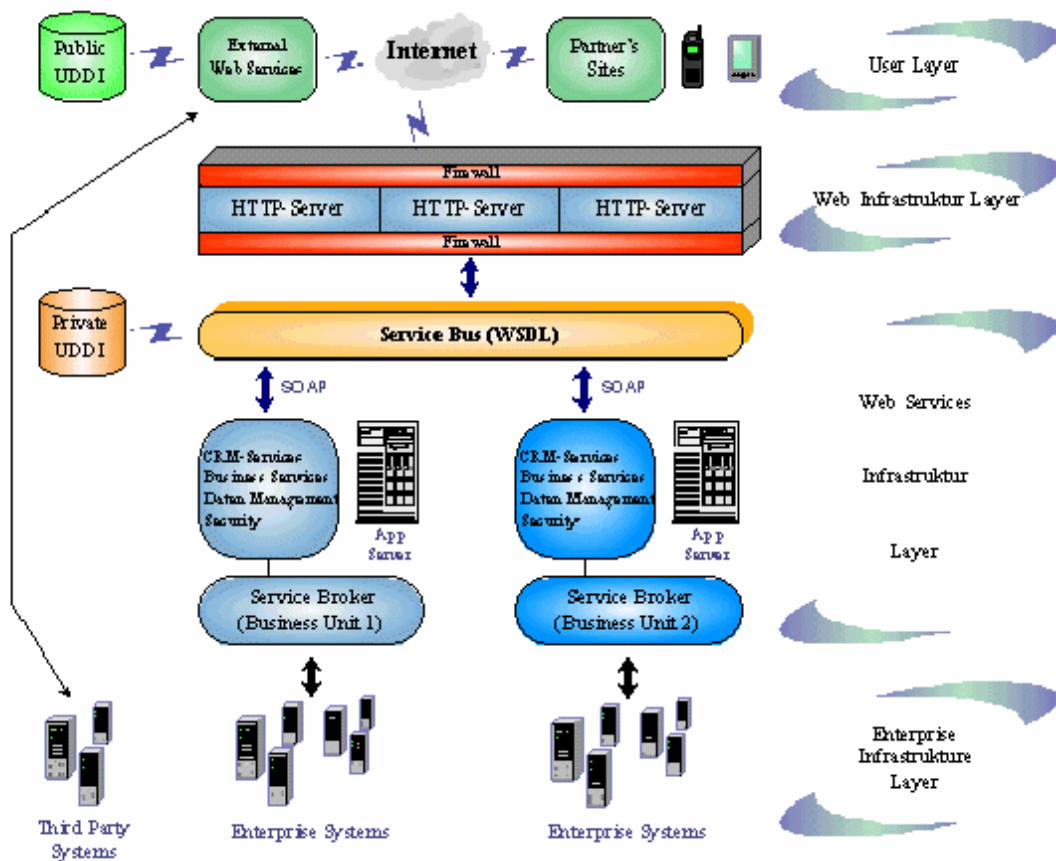 Public
UDDI
External
Web Services
Internet
Partner's
Sites
User Layer
Firewall
HTTP-Server
HTTP-Server
HTTP-Server
Firewall
Web Infrastruktur Layer
Private
UDDI
Service Bus (WSDL)
SOAP
SOAP
Web Services
Infrastruktur
Layer
CRM-Services
Business Services
Daten Management
Security
App
Server
CRM-Services
Business Services
Daten Management
Security
App
Server
Service Broker
(Business Unit 1)
Service Broker
(Business Unit 2)
Enterprise
Infrastrukture
Layer
Third Party
Systems
Enterprise Systems
Enterprise Systems